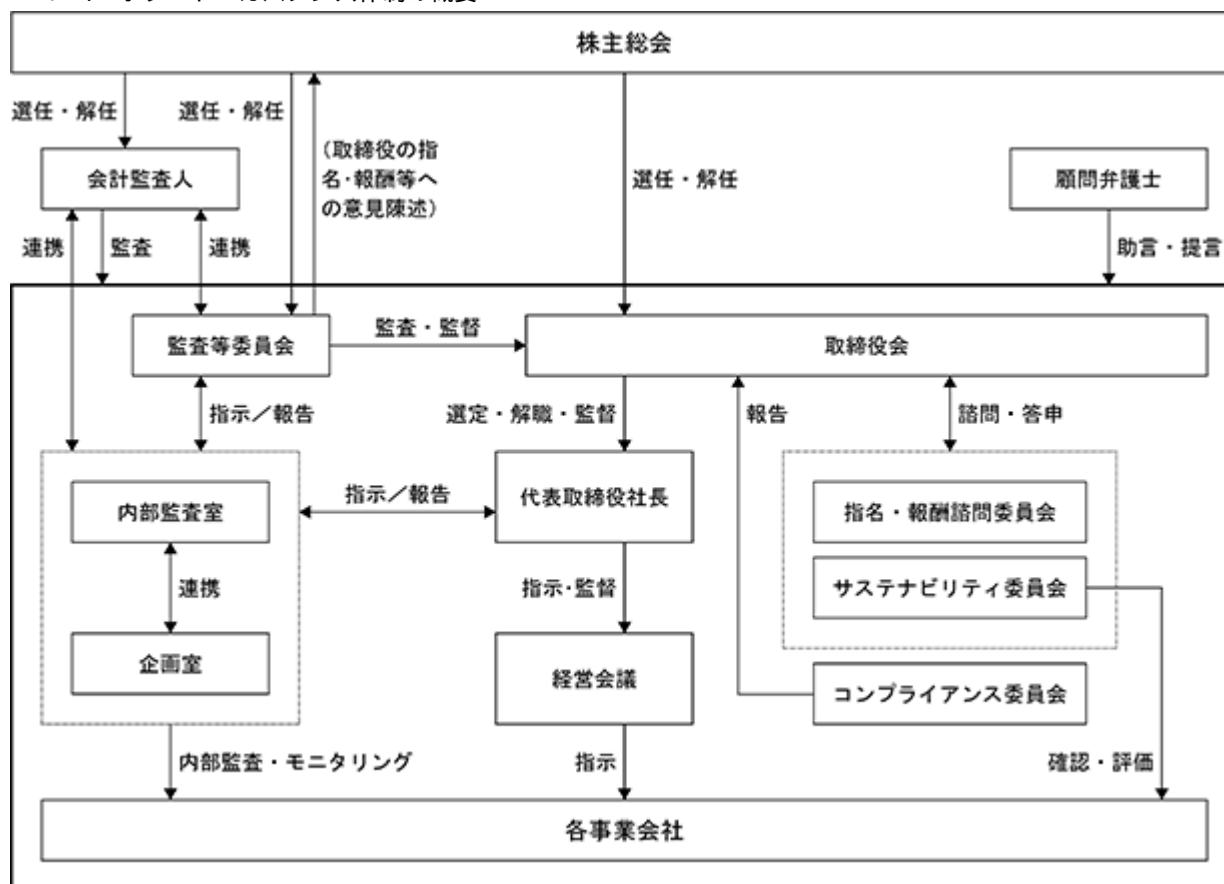 株主総会
選任・解任
選任・解任
(取締役の指
名・報酬等へ
の意見陳述)
選任・解任
会計監査人
顧問弁護士
連携
監査
連携
助言・提言
監査等委員会
監査・監督
取締役会
指示／報告
選定・解職・監督
報告
諮問・答申
内部監査室
指示／報告
代表取締役社長
指名・報酬諮問委員会
連携
指示・監督
サステナビリティ委員会
企画室
経営会議
コンプライアンス委員会
内部監査・モニタリング
指示
確認・評価
各事業会社